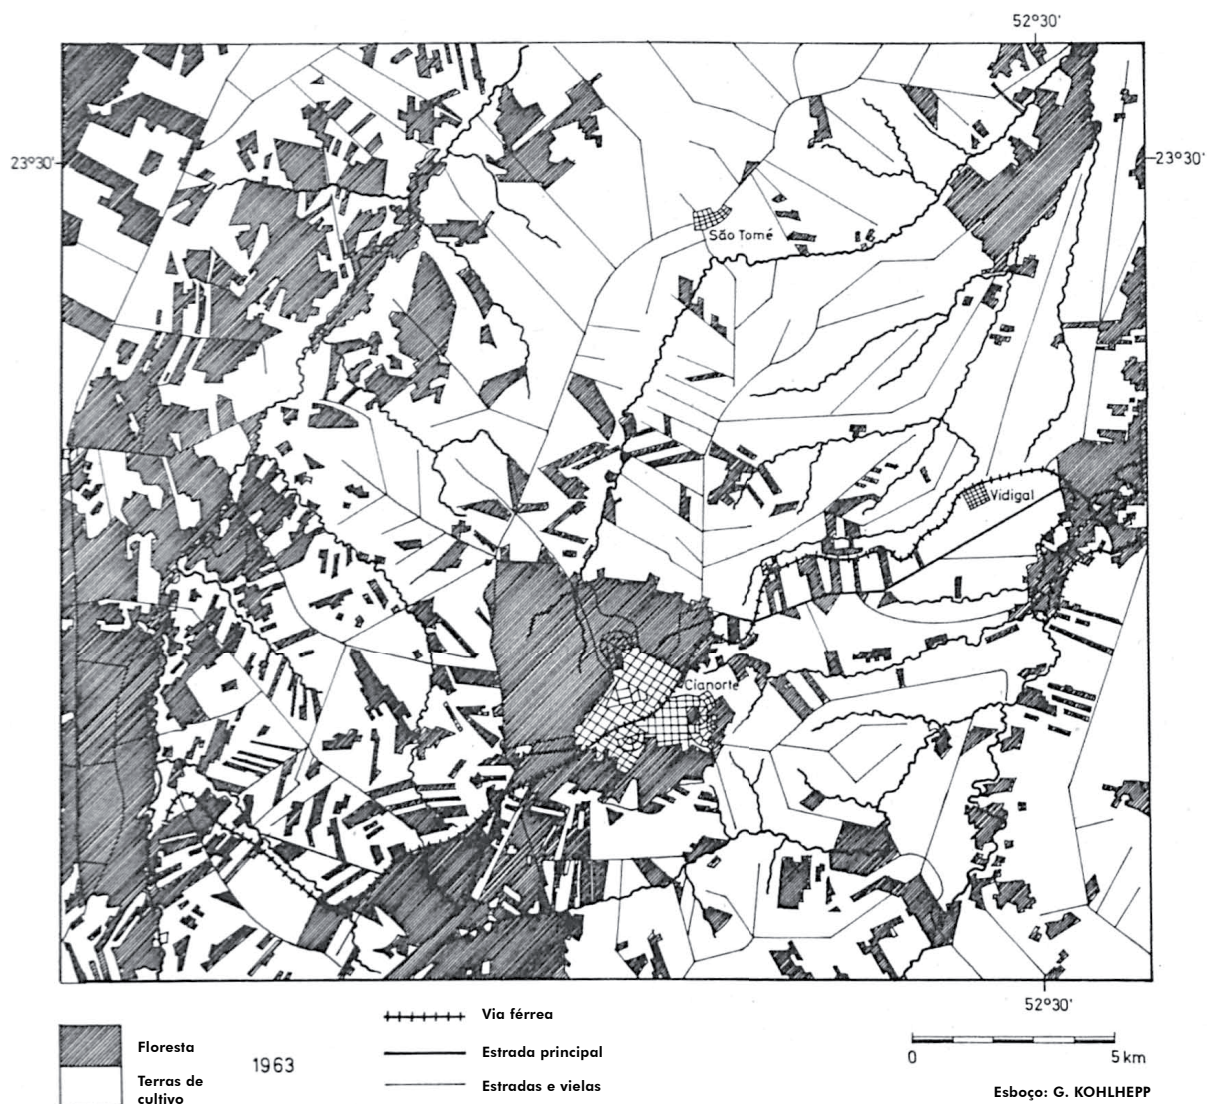 52°30'
23°30'
23°30'
São Tomé
Vidigal
Cianorte
52°30'
Floresta
Terras de
cultivo
1963
Via férrea
Estrada principal
Estradas e vielas
0 5 km
Esboço: G. KOHLHEPP